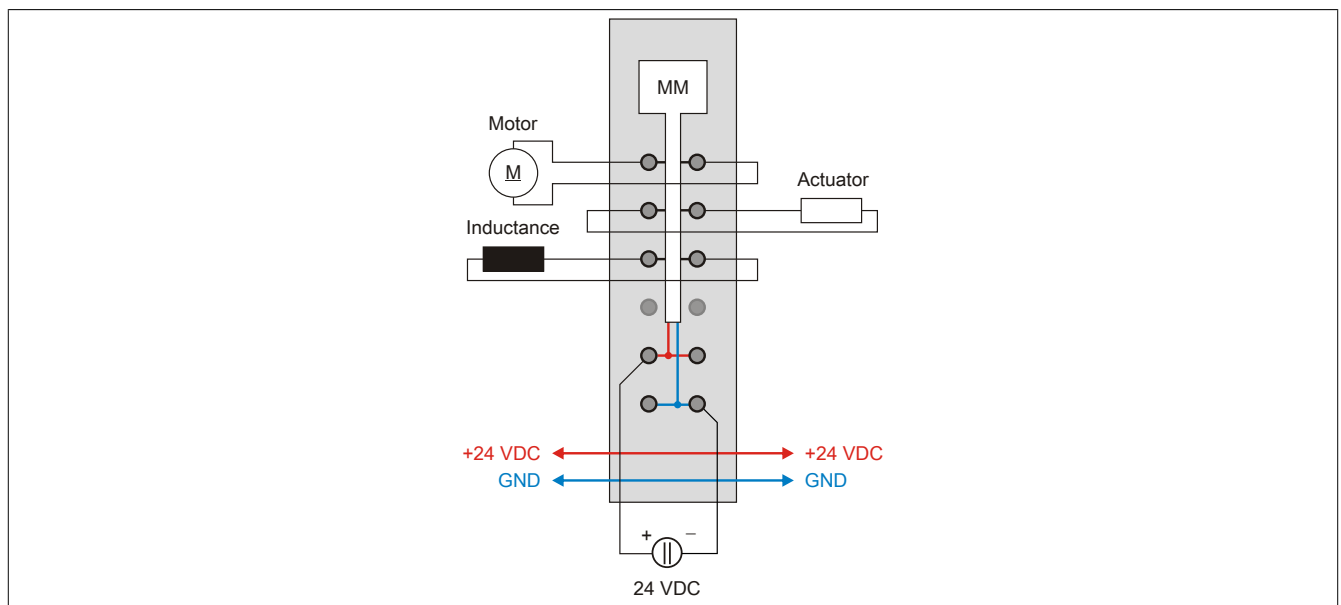 MM
Motor
M
Actuator
Inductance
+24 VDC
+24 VDC
GND
GND
+
–
24 VDC